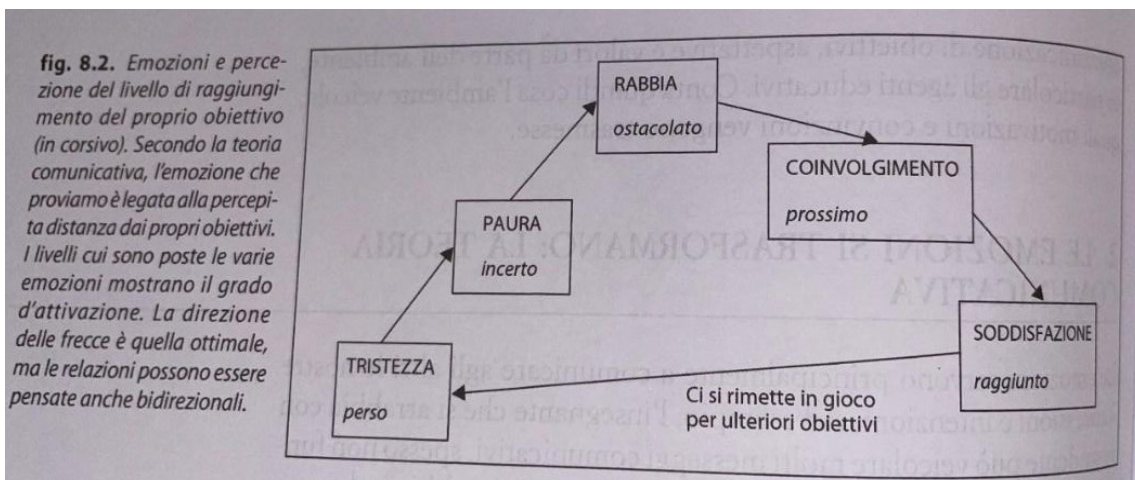 fig. 8.2. Emozioni e perce-
zione del livello di raggiungi-
mento del proprio obiettivo
(in corsivo). Secondo la teoria
comunicativa, l'emozione che
proviamo è legata alla percepi-
ta distanza dai propri obiettivi.
I livelli cui sono poste le varie
emozioni mostrano il grado
d'attivazione. La direzione
delle frecce è quella ottimale,
ma le relazioni possono essere
pensate anche bidirezionali.
TRISTEZZA
perso
PAURA
incerto
RABBIA
ostacolato
COINVOLGIMENTO
prossimo
SODDISFAZIONE
raggiunto
Ci si rimette in gioco
per ulteriori obiettivi